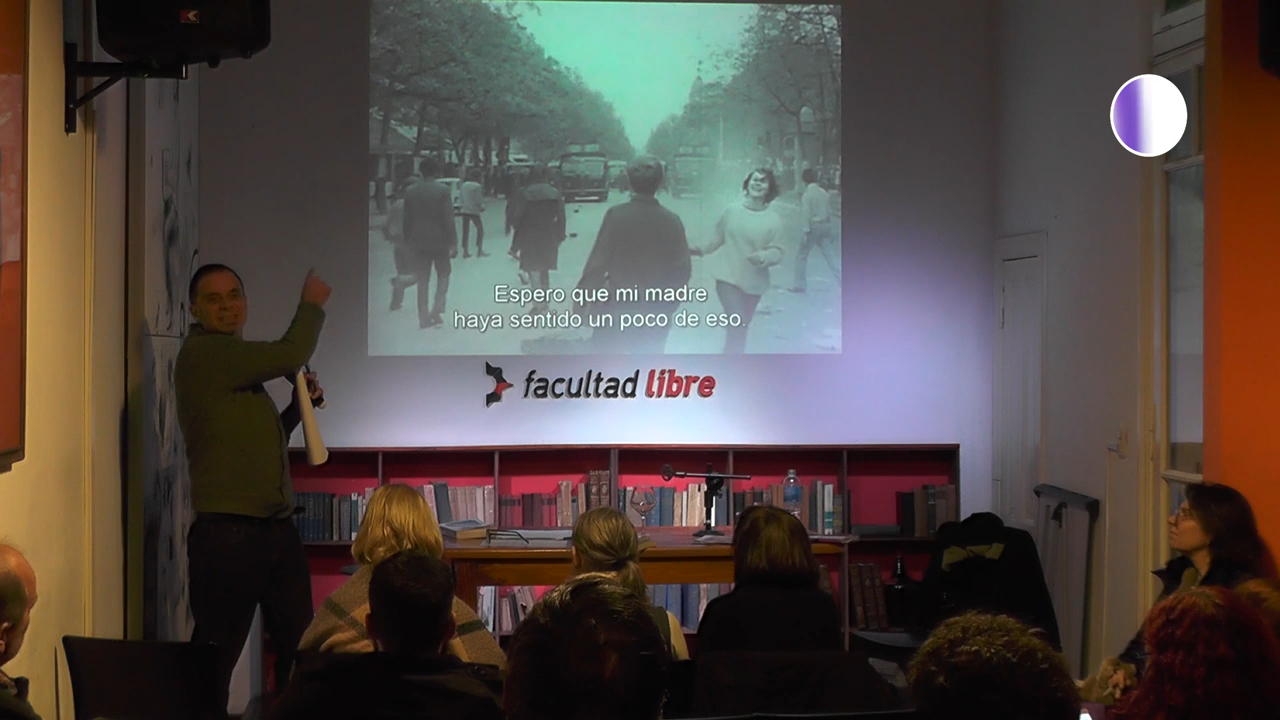 Espero que mi madre
haya sentido un poco de eso.
facultad libre